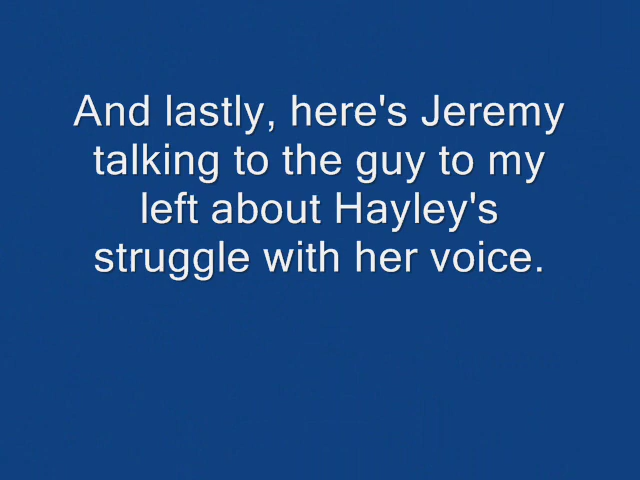 And lastly, here's Jeremy
talking to the guy to my
left about Hayley's
struggle with her voice.